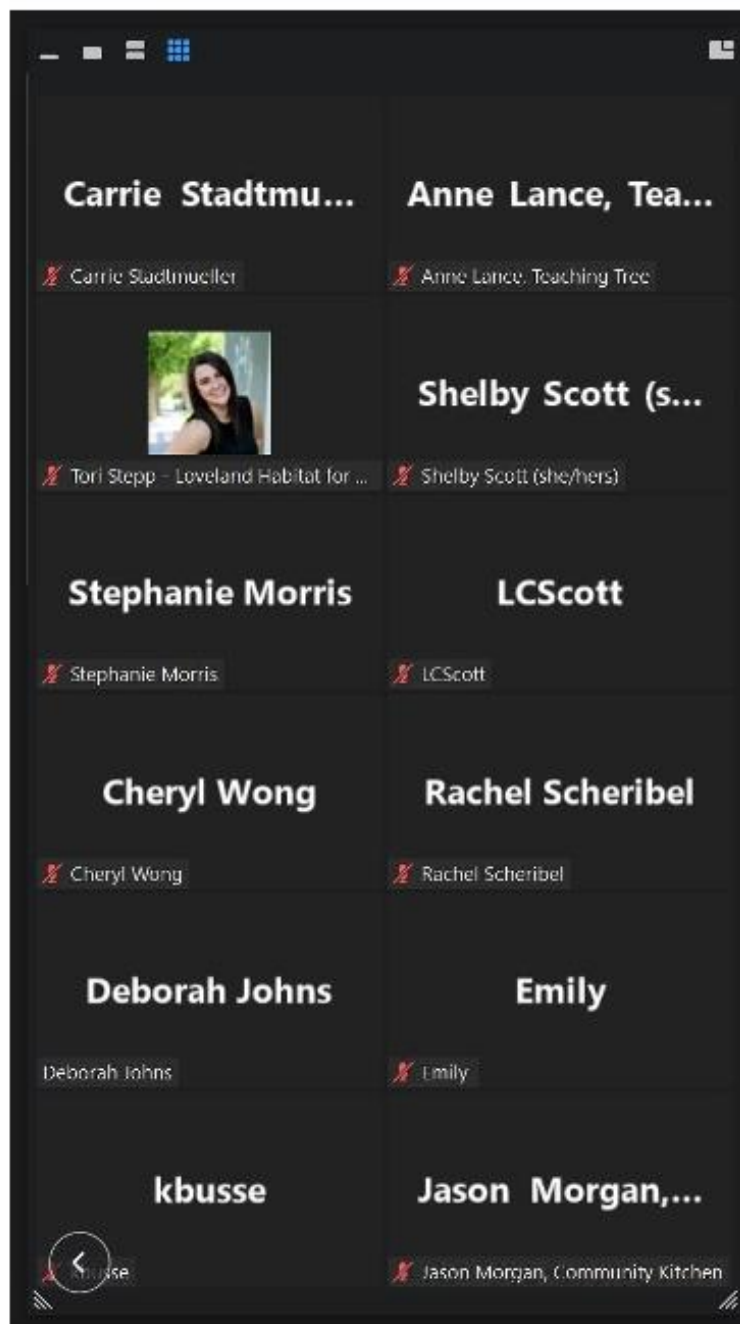 Carrie Stadtmu...
Anne Lance, Tea...
Carrie Stadtmueller
Anne Lance, Teaching Tree
Shelby Scott (s...
Tori Stepp - Loveland Habitat for ...
Shelby Scott (she/hers)
Stephanie Morris
LCScott
Stephanie Morris
LCScott
Cheryl Wong
Rachel Scheribel
Cheryl Wong
Rachel Scheribel
Deborah Johns
Emily
Deborah Johns
Emily
kbusse
Jason Morgan,...
Jason Morgan, Community Kitchen